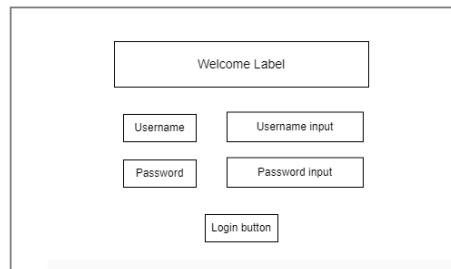 Welcome Label
Username
Username input
Password
Password input
Login button